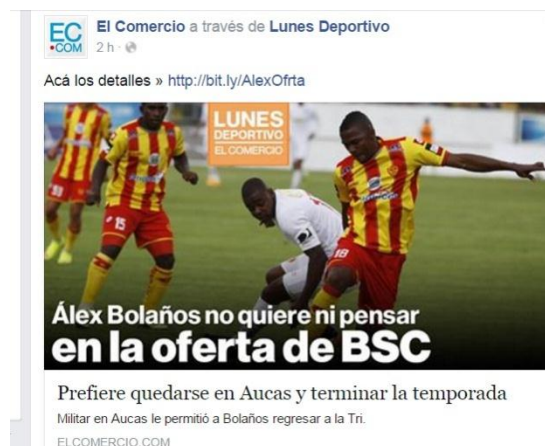 EC
•COM
El Comercio a través de Lunes Deportivo
2 h ·
Acá los detalles » http://bit.ly/AlexOfrta
LUNES
DEPORTIVO
EL COMERCIO
15
18
Álex Bolaños no quiere ni pensar
en la oferta de BSC
Prefiere quedarse en Aucas y terminar la temporada
Militar en Aucas le permitió a Bolaños regresar a la Tri.
ELCOMERCIO.COM